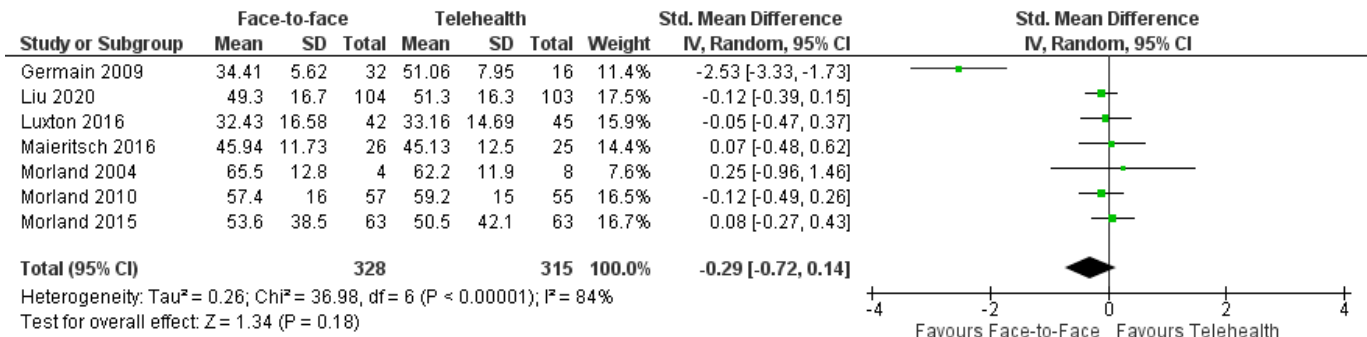 Face-to-face Telehealth Std. Mean Difference Std. Mean Difference
Study or Subgroup Mean SD Total Mean SD Total Weight IV, Random, 95% CI IV, Random, 95% CI
Germain 2009 34.41 5.62 32 51.06 7.95 16 11.4% -2.53 [-3.33, -1.73]
Liu 2020 49.3 16.7 104 51.3 16.3 103 17.5% -0.12 [-0.39, 0.15]
Luxton 2016 32.43 16.58 42 33.16 14.69 45 15.9% -0.05 [-0.47, 0.37]
Maieritsch 2016 45.94 11.73 26 45.13 12.5 25 14.4% 0.07 [-0.48, 0.62]
Morland 2004 65.5 12.8 4 62.2 11.9 8 7.6% 0.25 [-0.96, 1.46]
Morland 2010 57.4 16 57 59.2 15 55 16.5% -0.12 [-0.49, 0.26]
Morland 2015 53.6 38.5 63 50.5 42.1 63 16.7% 0.08 [-0.27, 0.43]
Total (95% CI) 328 315 100.0% -0.29 [-0.72, 0.14]
Heterogeneity: Tau² = 0.26; Chi² = 36.98, df = 6 (P < 0.00001); I² = 84%
Test for overall effect: Z = 1.34 (P = 0.18)
-4 -2 0 2 4
Favours Face-to-Face Favours Telehealth